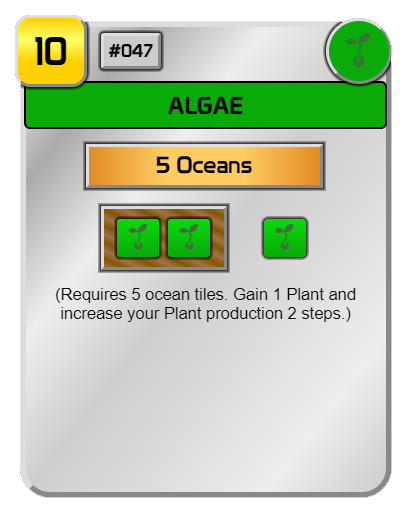 10
#047
ALGAE
5 Oceans
(Requires 5 ocean tiles. Gain 1 Plant and
increase your Plant production 2 steps.)